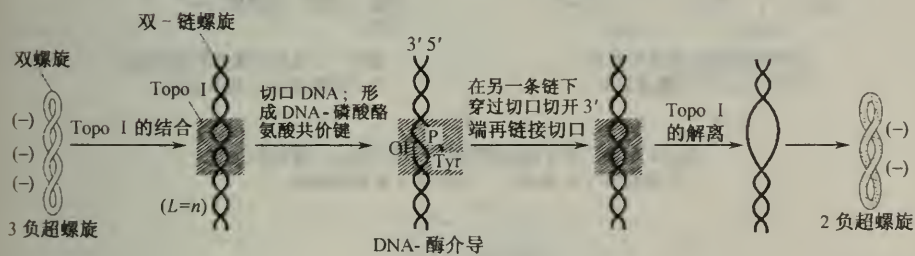 双螺旋
(-)
(-)
(-)
3 负超螺旋
Topo I 的结合
双-链螺旋
Topo I
(L=n)
切口 DNA; 形
成 DNA-磷酸酪
氨酸共价键
3′ 5′
OH
P
Tyr
DNA-酶介导
在另一条链下
穿过切口切开 3′
端再链接切口
Topo I
的解离
(-)
(-)
2 负超螺旋